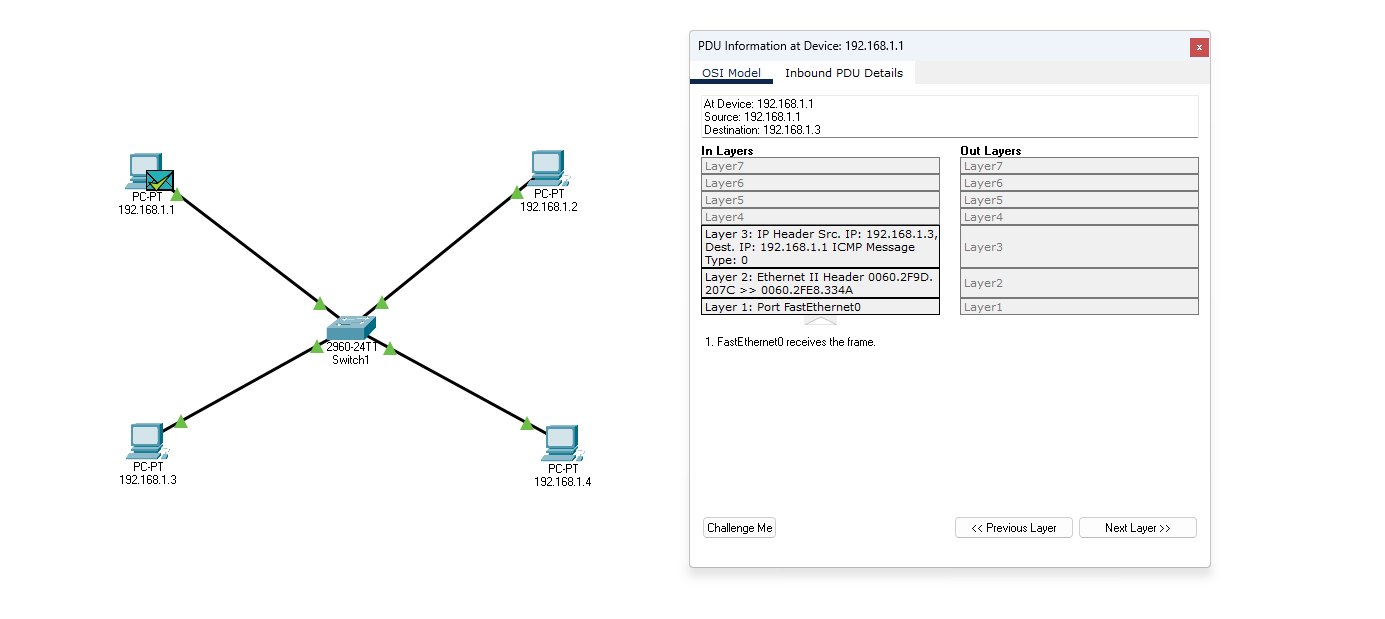 PC-PT
192.168.1.1
PC-PT
192.168.1.2
2960-24TT
Switch1
PC-PT
192.168.1.3
PC-PT
192.168.1.4
PDU Information at Device: 192.168.1.1
x
OSI Model
Inbound PDU Details
At Device: 192.168.1.1
Source: 192.168.1.1
Destination: 192.168.1.3
In Layers
Layer7
Layer6
Layer5
Layer4
Layer 3: IP Header Src. IP: 192.168.1.3,
Dest. IP: 192.168.1.1 ICMP Message
Type: 0
Layer 2: Ethernet II Header 0060.2F9D.
207C >> 0060.2FE8.334A
Layer 1: Port FastEthernet0
Out Layers
Layer7
Layer6
Layer5
Layer4
Layer3
Layer2
Layer1
1. FastEthernet0 receives the frame.
Challenge Me
<< Previous Layer
Next Layer >>